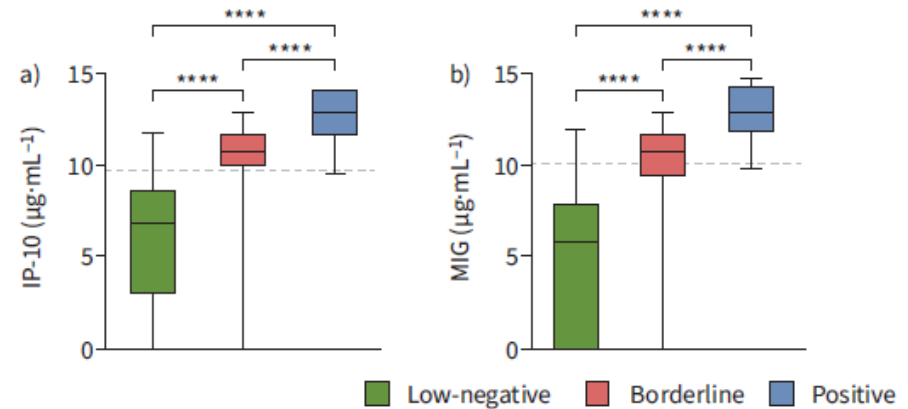 a)
****
****
****
IP-10 (µg·mL⁻¹)
15
10
5
0
b)
****
****
****
MIG (µg·mL⁻¹)
15
10
5
0
Low-negative Borderline Positive